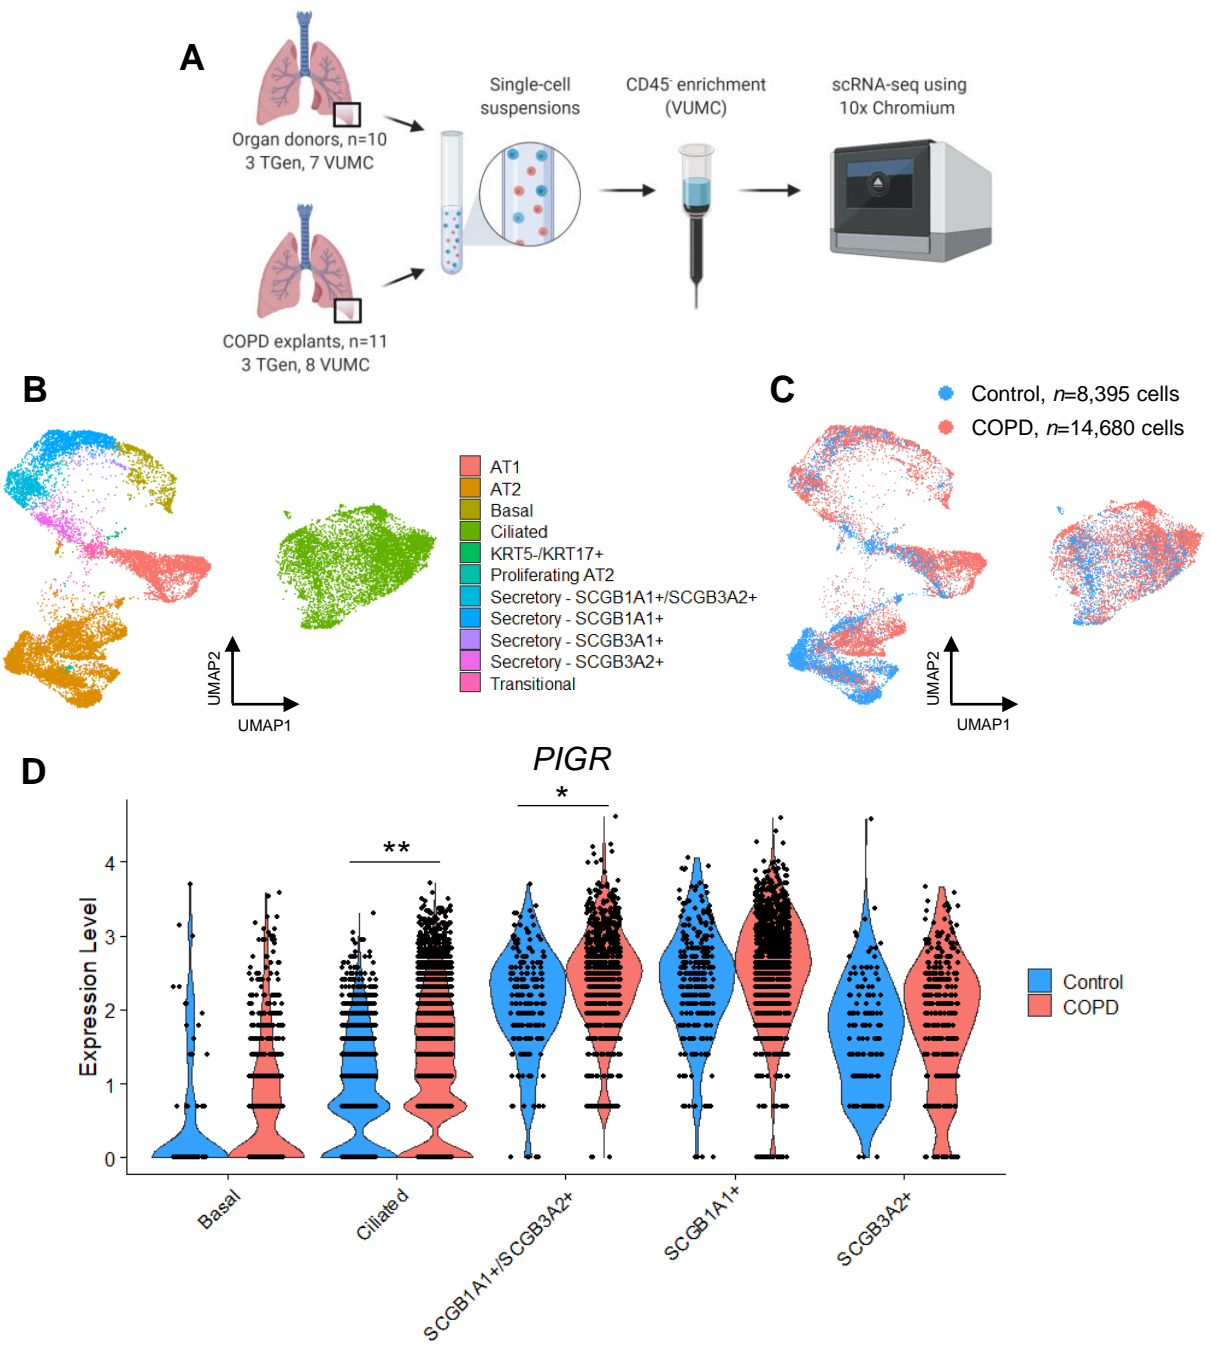 A
Organ donors, n=10
3 TGen, 7 VUMC
COPD explants, n=11
3 TGen, 8 VUMC
Single-cell
suspensions
CD45- enrichment
(VUMC)
scRNA-seq using
10x Chromium
B
AT1
AT2
Basal
Ciliated
KRT5-/KRT17+
Proliferating AT2
Secretory - SCGB1A1+/SCGB3A2+
Secretory - SCGB1A1+
Secretory - SCGB3A1+
Secretory - SCGB3A2+
Transitional
UMAP2
UMAP1
C
Control, n=8,395 cells
COPD, n=14,680 cells
UMAP2
UMAP1
D
PIGR
**
*
Expression Level
4
3
2
1
0
Basal
Ciliated
SCGB1A1+/SCGB3A2+
SCGB1A1+
SCGB3A2+
Control
COPD